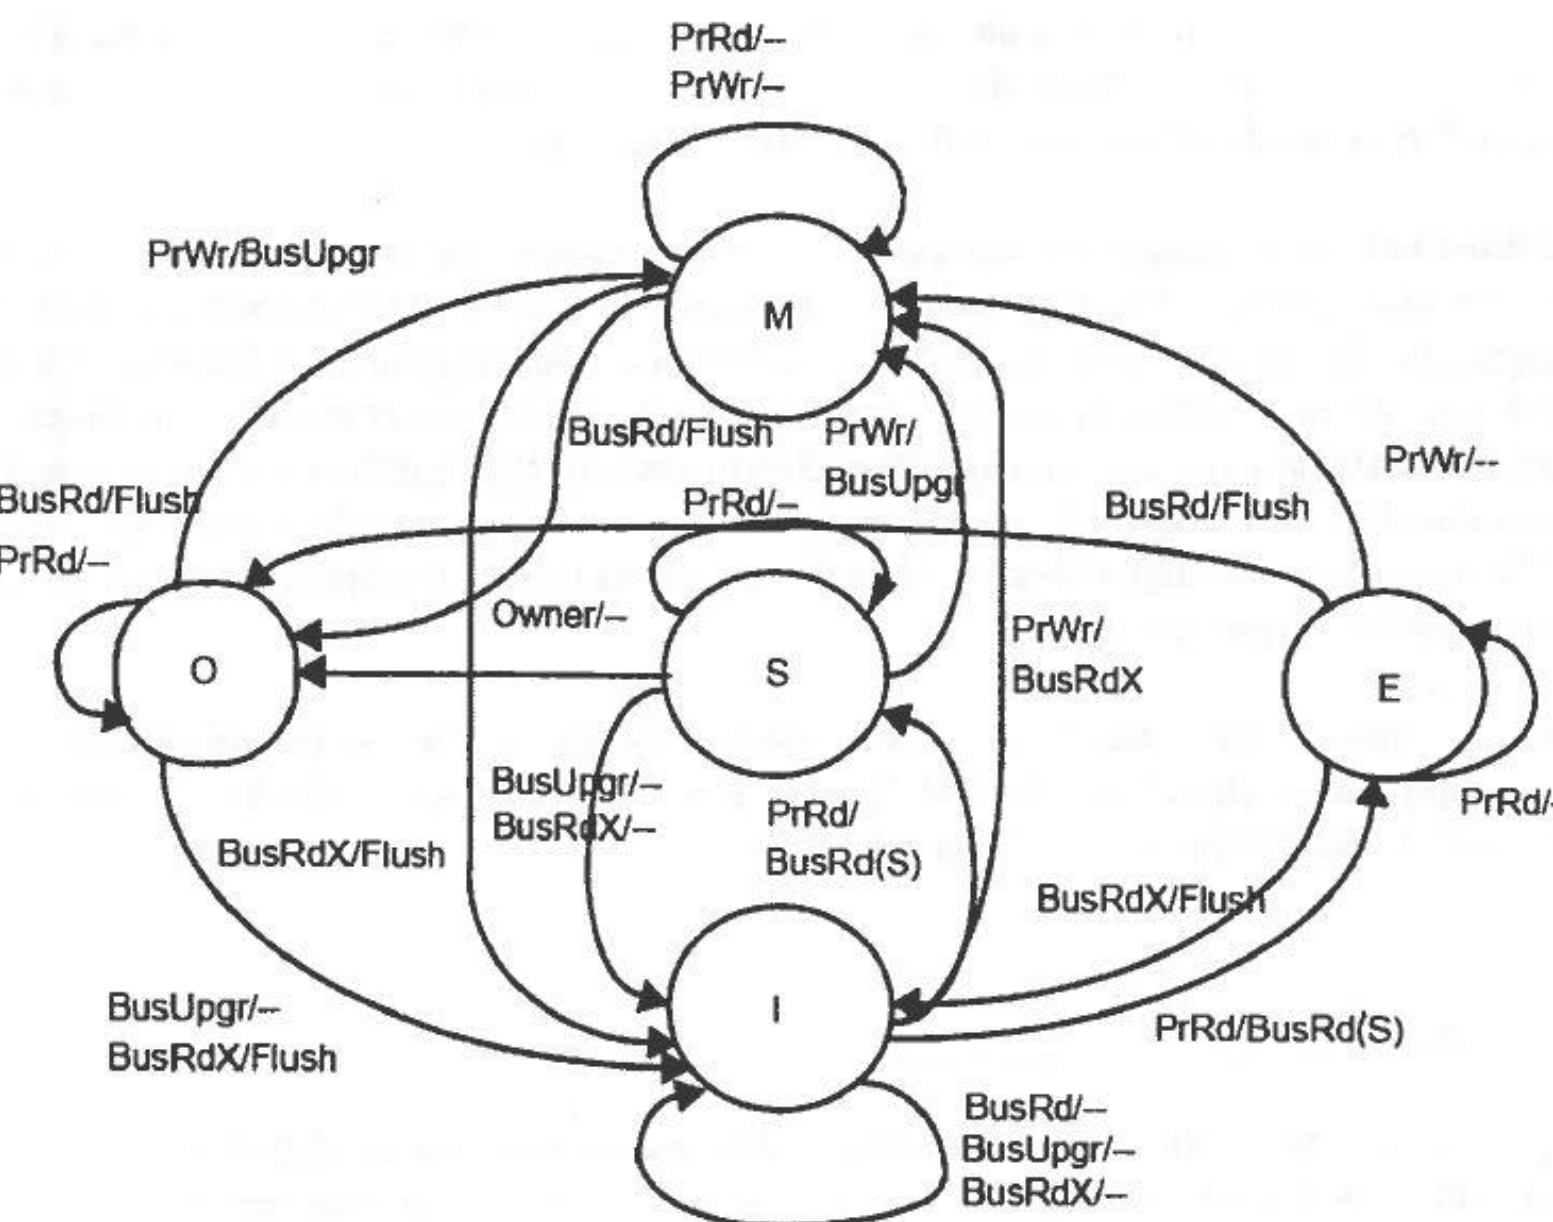 PrRd/--
PrWr/--
PrWr/BusUpgr
M
BusRd/Flush
PrWr/
BusUpgr
PrRd/--
BusRd/Flush
PrWr/--
BusRd/Flush
PrRd/--
Owner/--
PrWr/
BusRdX
O
S
E
BusUpgr/--
BusRdX/--
PrRd/
BusRd(S)
PrRd/-
BusRdX/Flush
BusRdX/Flush
I
BusUpgr/--
BusRdX/Flush
PrRd/BusRd(S)
BusRd/--
BusUpgr/--
BusRdX/--